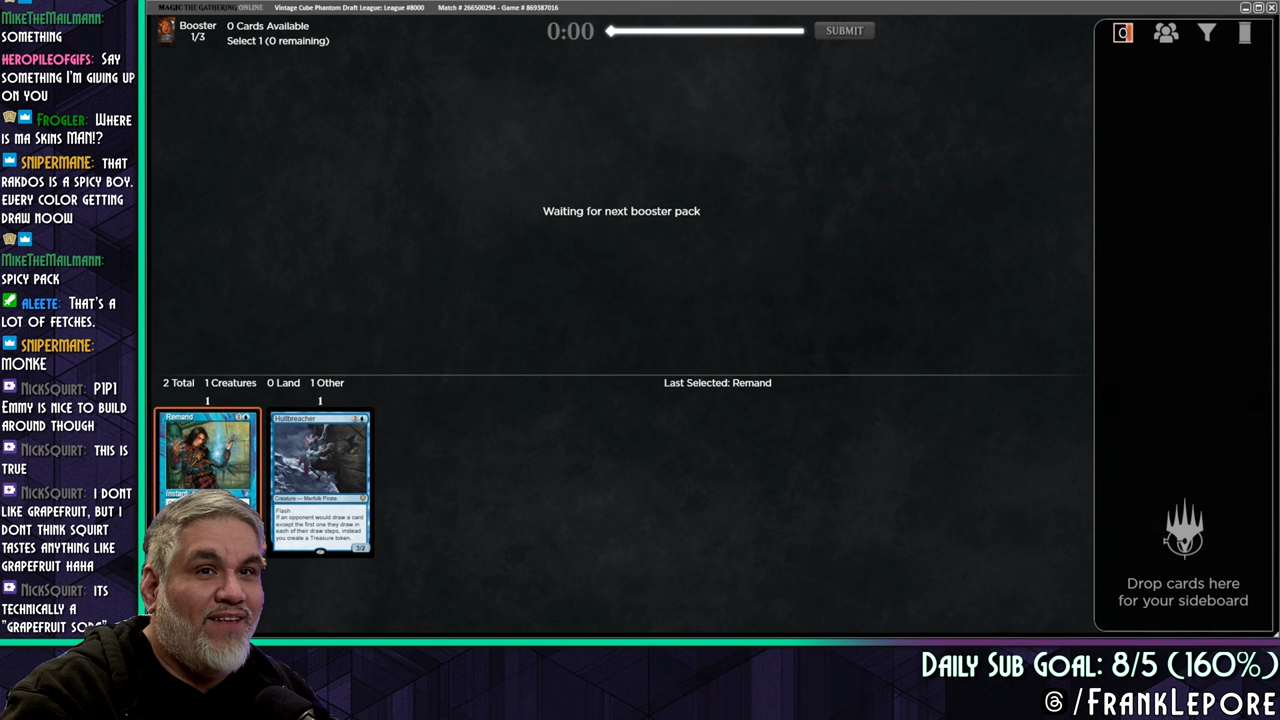 MAGIC THE GATHERING ONLINE Vintage Cube Phantom Draft League: League #8000 Match # 266500294 - Game # 869387016
Booster
1/3
0 Cards Available
Select 1 (0 remaining)
0:00
SUBMIT
Waiting for next booster pack
2 Total 1 Creatures 0 Land 1 Other
Last Selected: Remand
1
1
Remand
Instant
Hullbreacher
Creature — Merfolk Pirate
Flash
If an opponent would draw a card
except the first one they draw in
each of their draw steps, instead
you create a Treasure token.
3/2
Drop cards here
for your sideboard
MikeTheMailmann:
something
heropileofgifs: Say
something I'm giving up
on you
Frogler: Where
is ma Skins MAN!?
snipermane: that
rakdos is a spicy boy.
every color getting
draw noow
MikeTheMailmann:
spicy pack
aleete: That's a
lot of fetches.
snipermane:
monke
NickSquirt: p1p1
emmy is nice to build
around though
NickSquirt: this is
true
NickSquirt: i dont
like grapefruit, but i
dont think squirt
tastes anything like
grapefruit haha
NickSquirt: its
technically a
"grapefruit soda"
Daily Sub Goal: 8/5 (160%)
/FrankLepore